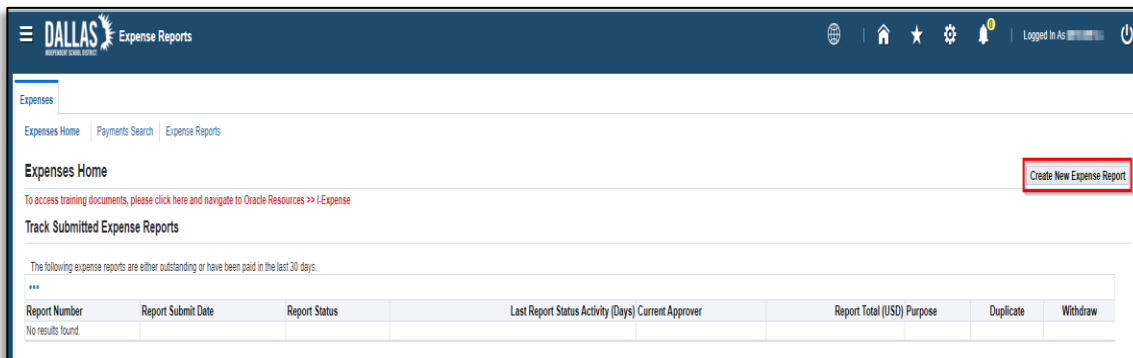 DALLAS Expense Reports
INDEPENDENT SCHOOL DISTRICT
0
Logged In As
Expenses
Expenses Home Payments Search Expense Reports
Expenses Home
Create New Expense Report
To access training documents, please click here and navigate to Oracle Resources >> I-Expense
Track Submitted Expense Reports
The following expense reports are either outstanding or have been paid in the last 30 days.
Report Number Report Submit Date Report Status Last Report Status Activity (Days) Current Approver Report Total (USD) Purpose Duplicate Withdraw
No results found.